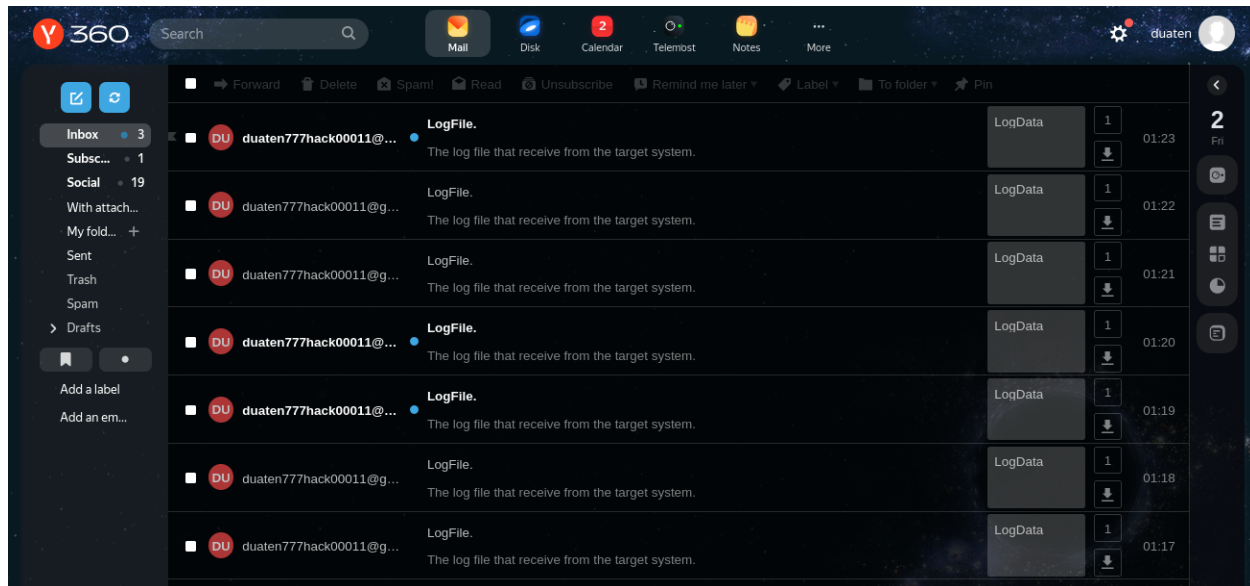 Y 360
Search
2
Mail
Disk
Calendar
Telemost
Notes
More
duaten
Forward
Delete
Spam!
Read
Unsubscribe
Remind me later
Label
To folder
Pin
Inbox 3
Subsc... 1
Social 19
With attach...
My fold... +
Sent
Trash
Spam
Drafts
Add a label
Add an em...
DU duaten777hack00011@... LogFile. LogData 1 01:23
The log file that receive from the target system.
DU duaten777hack00011@g... LogFile. LogData 1 01:22
The log file that receive from the target system.
DU duaten777hack00011@g... LogFile. LogData 1 01:21
The log file that receive from the target system.
DU duaten777hack00011@... LogFile. LogData 1 01:20
The log file that receive from the target system.
DU duaten777hack00011@... LogFile. LogData 1 01:19
The log file that receive from the target system.
DU duaten777hack00011@g... LogFile. LogData 1 01:18
The log file that receive from the target system.
DU duaten777hack00011@g... LogFile. LogData 1 01:17
The log file that receive from the target system.
2
Fri